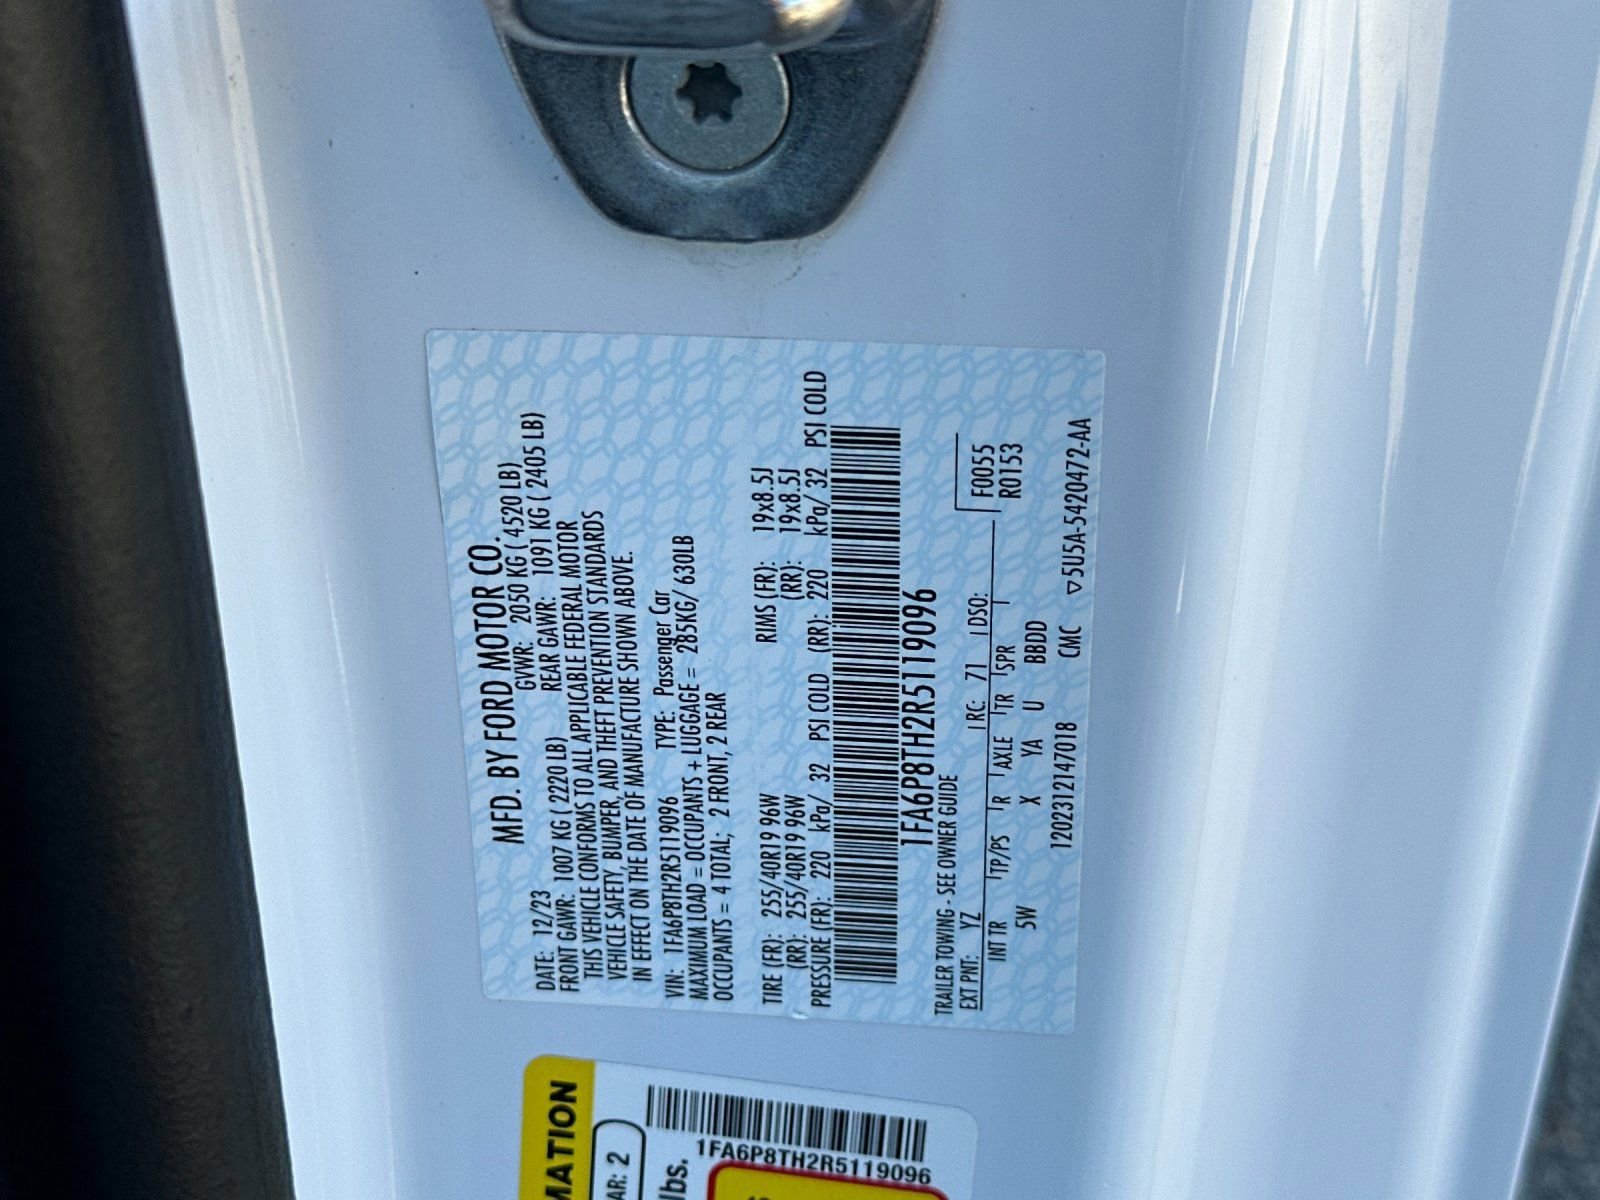 MFD. BY FORD MOTOR CO.
DATE: 12/23 GVWR: 2050 KG ( 4520 LB)
FRONT GAWR: 1007 KG ( 2220 LB) REAR GAWR: 1091 KG ( 2405 LB)
THIS VEHICLE CONFORMS TO ALL APPLICABLE FEDERAL MOTOR
VEHICLE SAFETY, BUMPER, AND THEFT PREVENTION STANDARDS
IN EFFECT ON THE DATE OF MANUFACTURE SHOWN ABOVE.
VIN: 1FA6P8TH2R5119096 TYPE: Passenger Car
MAXIMUM LOAD = OCCUPANTS + LUGGAGE = 285KG/ 630LB
OCCUPANTS = 4 TOTAL; 2 FRONT, 2 REAR
TIRE (FR): 255/40R19 96W RIMS (FR): 19x8.5J
(RR): 255/40R19 96W (RR): 19x8.5J
PRESSURE (FR): 220 kPa/ 32 PSI COLD (RR): 220 kPa/ 32 PSI COLD
1FA6P8TH2R5119096
TRAILER TOWING - SEE OWNER GUIDE
EXT PNT: YZ RC: 71 DSO: F0055
INT TR TP/PS R AXLE TR SPR R0153
5W X YA U BBDD
1202312147018 CMC ▽5U5A-5420472-AA
MATION
AR: 2
lbs.
1FA6P8TH2R5119096